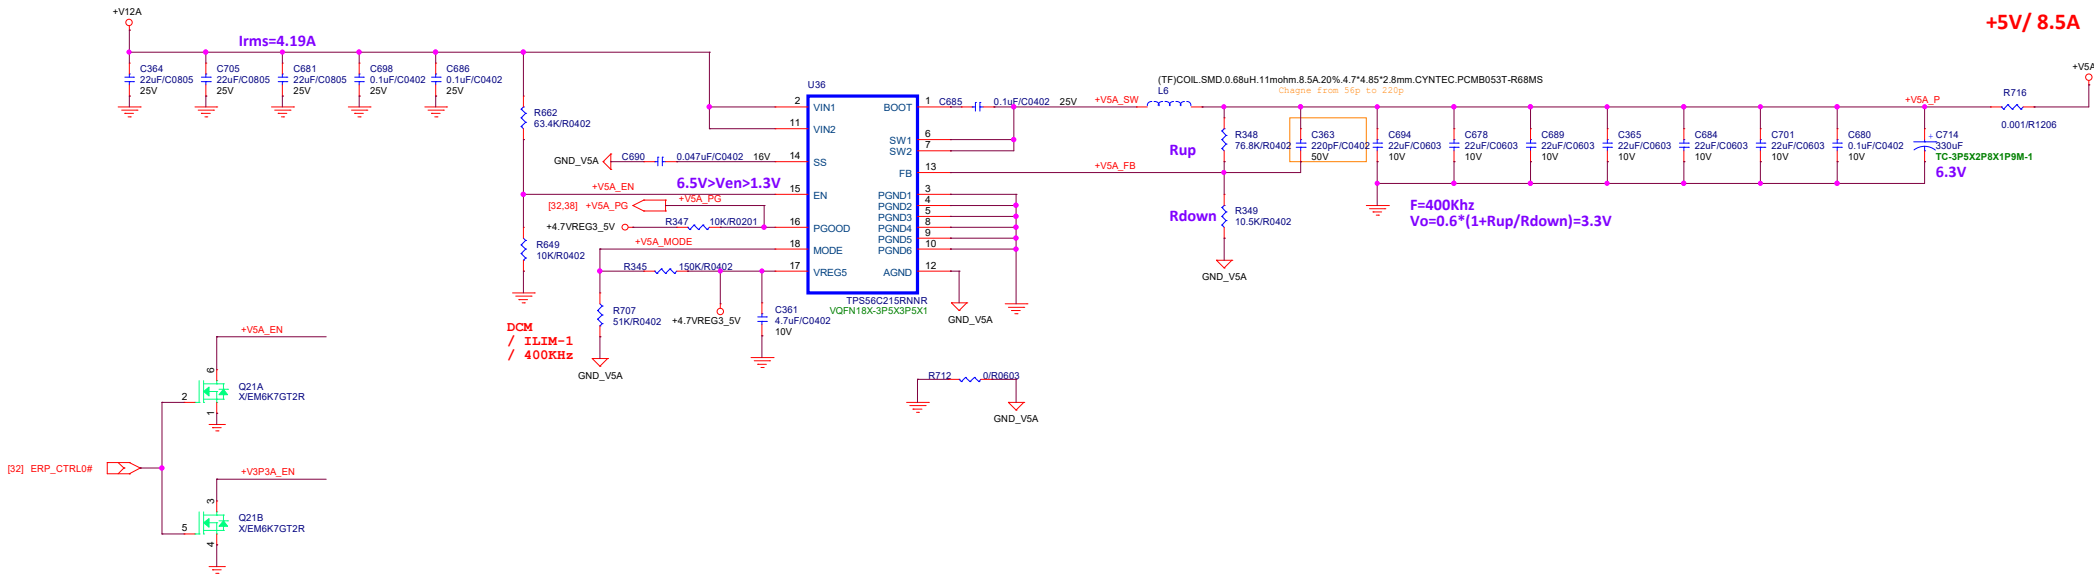 +5V/ 8.5A
+V12A
Irms=4.19A
C364
22uF/C0805
25V
C705
22uF/C0805
25V
C681
22uF/C0805
25V
C698
0.1uF/C0402
25V
C686
0.1uF/C0402
25V
R662
63.4K/R0402
GND_V5A
C690
0.047uF/C0402
16V
+V5A_EN
6.5V>Ven>1.3V
[32,38]
+V5A_PG
+V5A_PG
+4.7VREG3_5V
R347
10K/R0201
R649
10K/R0402
+V5A_MODE
R345
150K/R0402
R707
51K/R0402
GND_V5A
+4.7VREG3_5V
C361
4.7uF/C0402
10V
DCM
/ ILIM-1
/ 400KHz
U36
2
VIN1
11
VIN2
14
SS
15
EN
16
PGOOD
18
MODE
17
VREG5
BOOT
1
SW1
6
SW2
7
FB
13
PGND1
3
PGND2
4
PGND3
5
PGND4
8
PGND5
9
PGND6
10
AGND
12
TPS56C215RNNR
VQFN18X-3P5X3P5X1
GND_V5A
C685
0.1uF/C0402
25V
+V5A_SW
(TF)COIL.SMD.0.68uH.11mohm.8.5A.20%.4.7*4.85*2.8mm.CYNTEC.PCMB053T-R68MS
L6
Chagne from 56p to 220p
Rup
R348
76.8K/R0402
C363
220pF/C0402
50V
+V5A_FB
Rdown
R349
10.5K/R0402
GND_V5A
C694
22uF/C0603
10V
C678
22uF/C0603
10V
C689
22uF/C0603
10V
C365
22uF/C0603
10V
C684
22uF/C0603
10V
C701
22uF/C0603
10V
C680
0.1uF/C0402
10V
+V5A_P
+ C714
330uF
TC-3P5X2P8X1P9M-1
6.3V
R716
0.001/R1206
+V5A
F=400Khz
Vo=0.6*(1+Rup/Rdown)=3.3V
R712
0/R0603
GND_V5A
+V5A_EN
6
Q21A
X/EM6K7GT2R
2
1
[32]
ERP_CTRL0#
+V3P3A_EN
3
Q21B
X/EM6K7GT2R
5
4